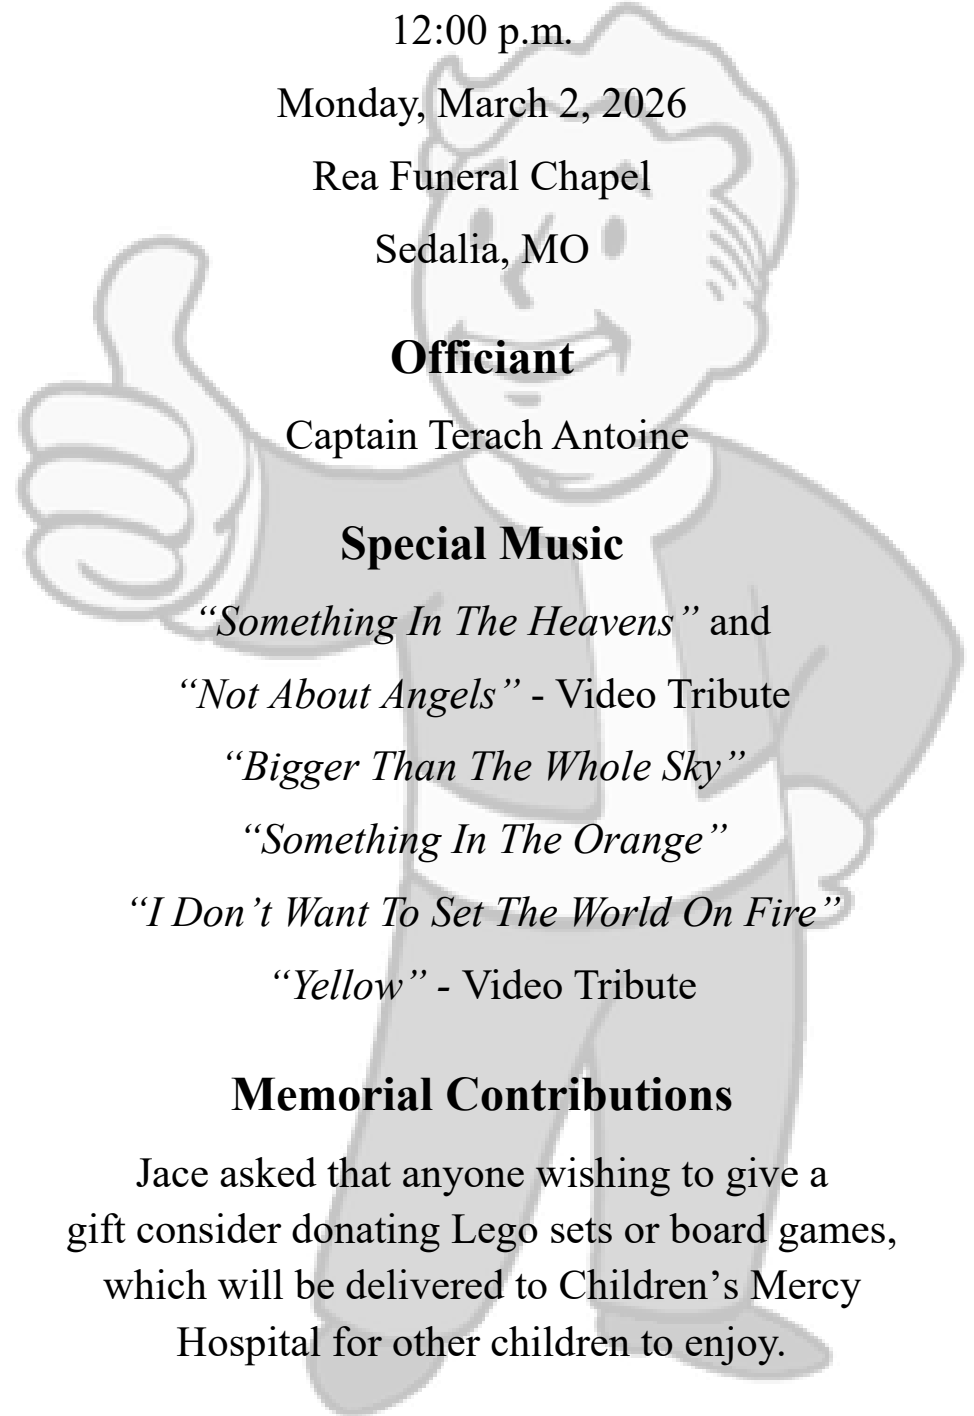 12:00 p.m.
Monday, March 2, 2026
Rea Funeral Chapel
Sedalia, MO
Officiant
Captain Terach Antoine
Special Music
“Something In The Heavens” and
“Not About Angels” - Video Tribute
“Bigger Than The Whole Sky”
“Something In The Orange”
“I Don’t Want To Set The World On Fire”
“Yellow” - Video Tribute
Memorial Contributions
Jace asked that anyone wishing to give a
gift consider donating Lego sets or board games,
which will be delivered to Children’s Mercy
Hospital for other children to enjoy.